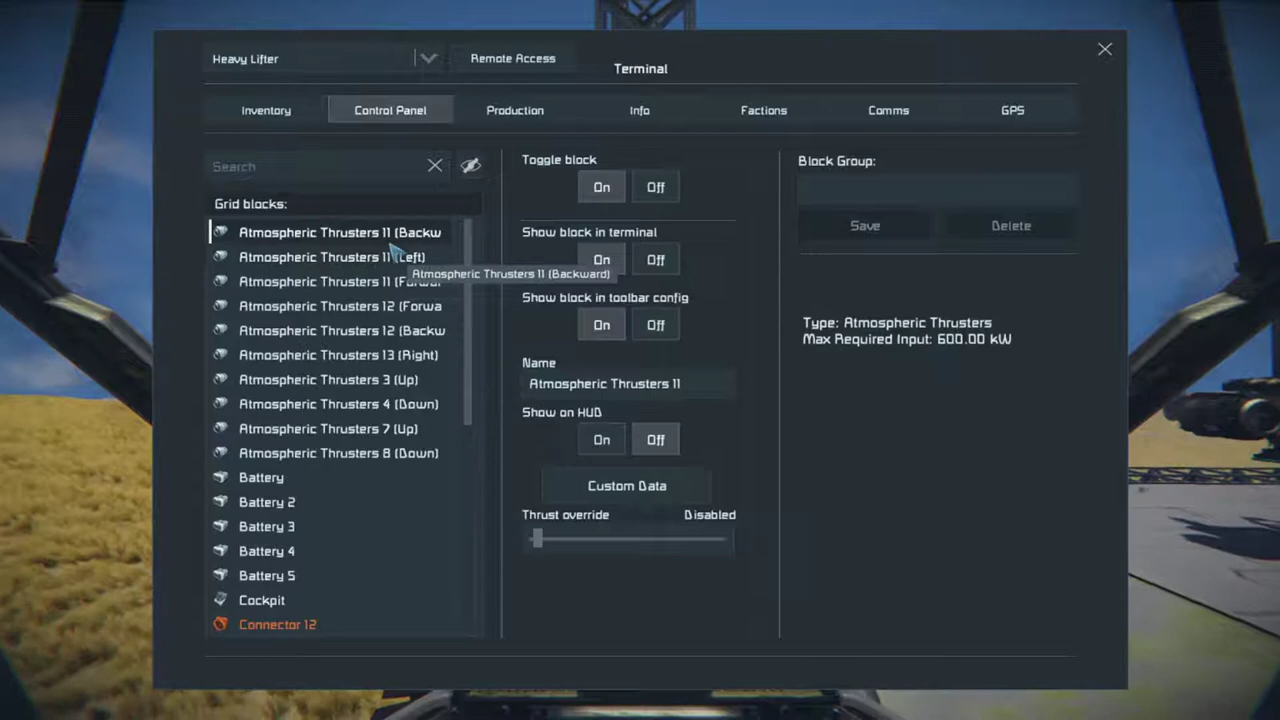 Heavy Lifter
Remote Access
Terminal
Inventory
Control Panel
Production
Info
Factions
Comms
GPS
Search
Grid blocks:
Atmospheric Thrusters 11 (Backw
Atmospheric Thrusters 11 (Left)
Atmospheric Thrusters 11 (Forwar
Atmospheric Thrusters 12 (Forwa
Atmospheric Thrusters 12 (Backw
Atmospheric Thrusters 13 (Right)
Atmospheric Thrusters 3 (Up)
Atmospheric Thrusters 4 (Down)
Atmospheric Thrusters 7 (Up)
Atmospheric Thrusters 8 (Down)
Battery
Battery 2
Battery 3
Battery 4
Battery 5
Cockpit
Connector 12
Atmospheric Thrusters 11 (Backward)
Toggle block
On Off
Show block in terminal
On Off
Show block in toolbar config
On Off
Name
Atmospheric Thrusters 11
Show on HUD
On Off
Custom Data
Thrust override Disabled
Block Group:
Save Delete
Type: Atmospheric Thrusters
Max Required Input: 600.00 kW